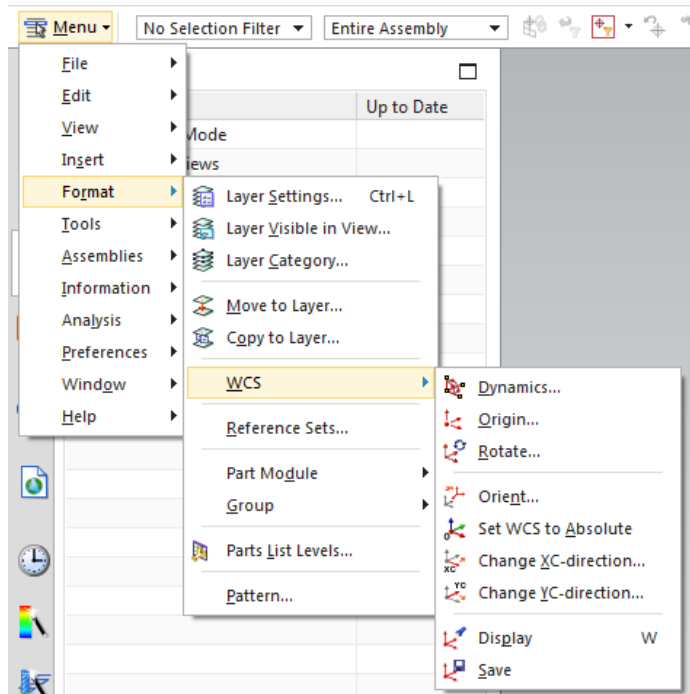 Menu
No Selection Filter
Entire Assembly
File
Edit
View
Insert
Format
Tools
Assemblies
Information
Analysis
Preferences
Window
Help
Up to Date
Mode
iews
Layer Settings... Ctrl+L
Layer Visible in View...
Layer Category...
Move to Layer...
Copy to Layer...
WCS
Reference Sets...
Part Module
Group
Parts List Levels...
Pattern...
Dynamics...
Origin...
Rotate...
Orient...
Set WCS to Absolute
XC
Change XC-direction...
YC
Change YC-direction...
Display W
Save